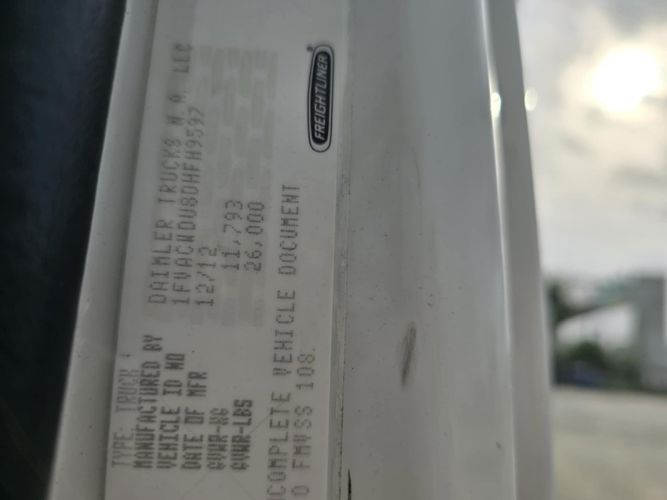 FREIGHTLINER
TYPE: TRUCK
MANUFACTURED BY DAIMLER TRUCKS N.A. LLC
VEHICLE ID NO 1FVACWDU8DHFH9597
DATE OF MFR 12/12
GVWR-KG 11,793
GVWR-LBS 26,000
COMPLETE VEHICLE DOCUMENT
O FMVSS 108.